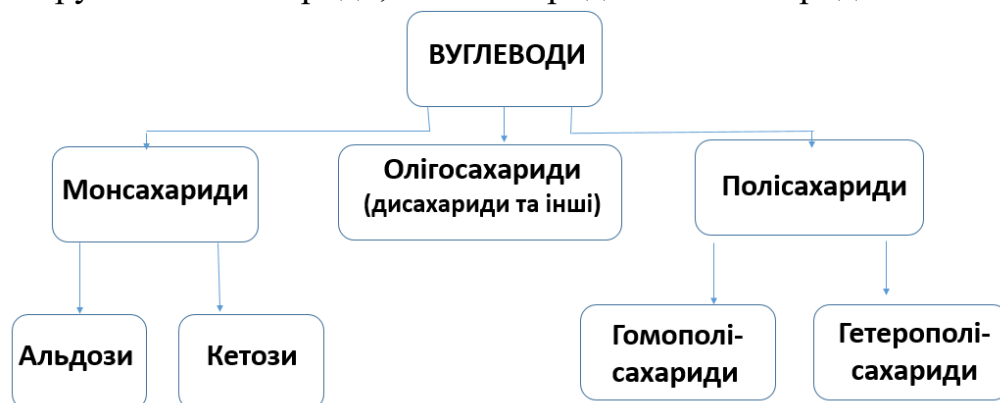 ВУГЛЕВОДИ
Монсахариди
Олігосахариди
(дисахариди та інші)
Полісахариди
Альдози
Кетози
Гомополі-
сахариди
Гетерополі-
сахариди